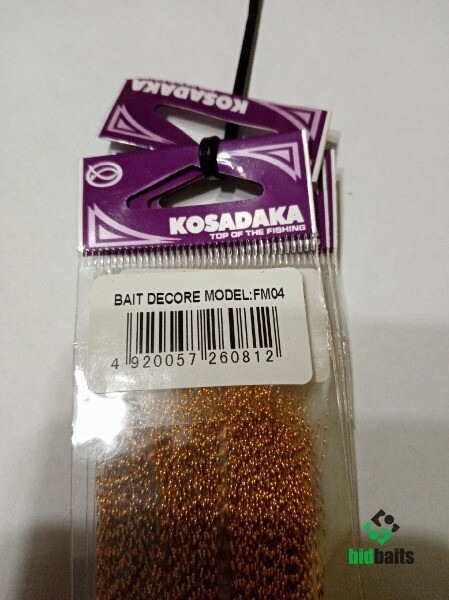 KOSADAKA
KOSADAKA
TOP OF THE FISHING
BAIT DECORE MODEL:FM04
4 920057 260812
bidbaits